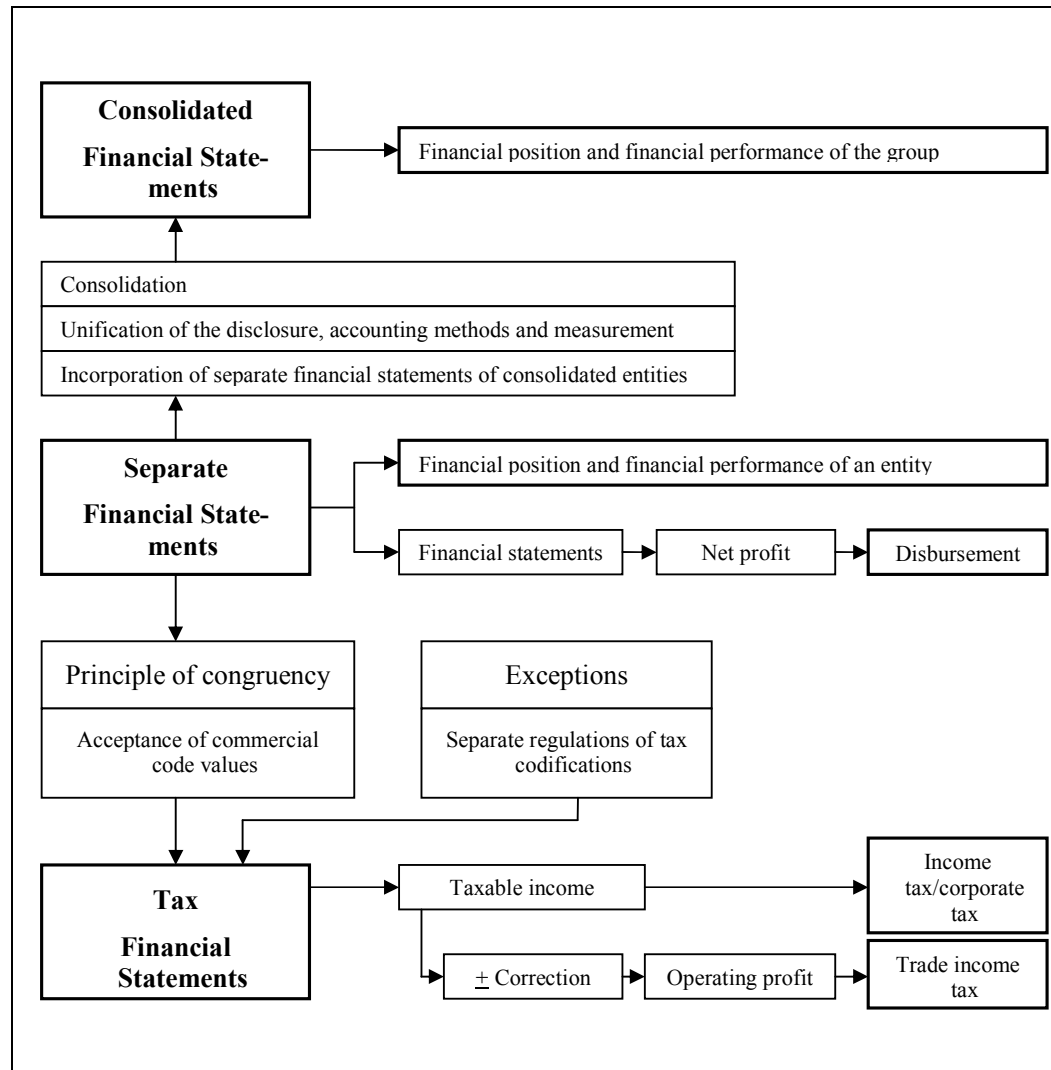 Consolidated
Financial State-
ments
Financial position and financial performance of the group
Consolidation
Unification of the disclosure, accounting methods and measurement
Incorporation of separate financial statements of consolidated entities
Separate
Financial State-
ments
Financial position and financial performance of an entity
Financial statements
Net profit
Disbursement
Principle of congruency
Acceptance of commercial
code values
Exceptions
Separate regulations of tax
codifications
Tax
Financial
Statements
Taxable income
Income
tax/corporate
tax
± Correction
Operating profit
Trade income
tax